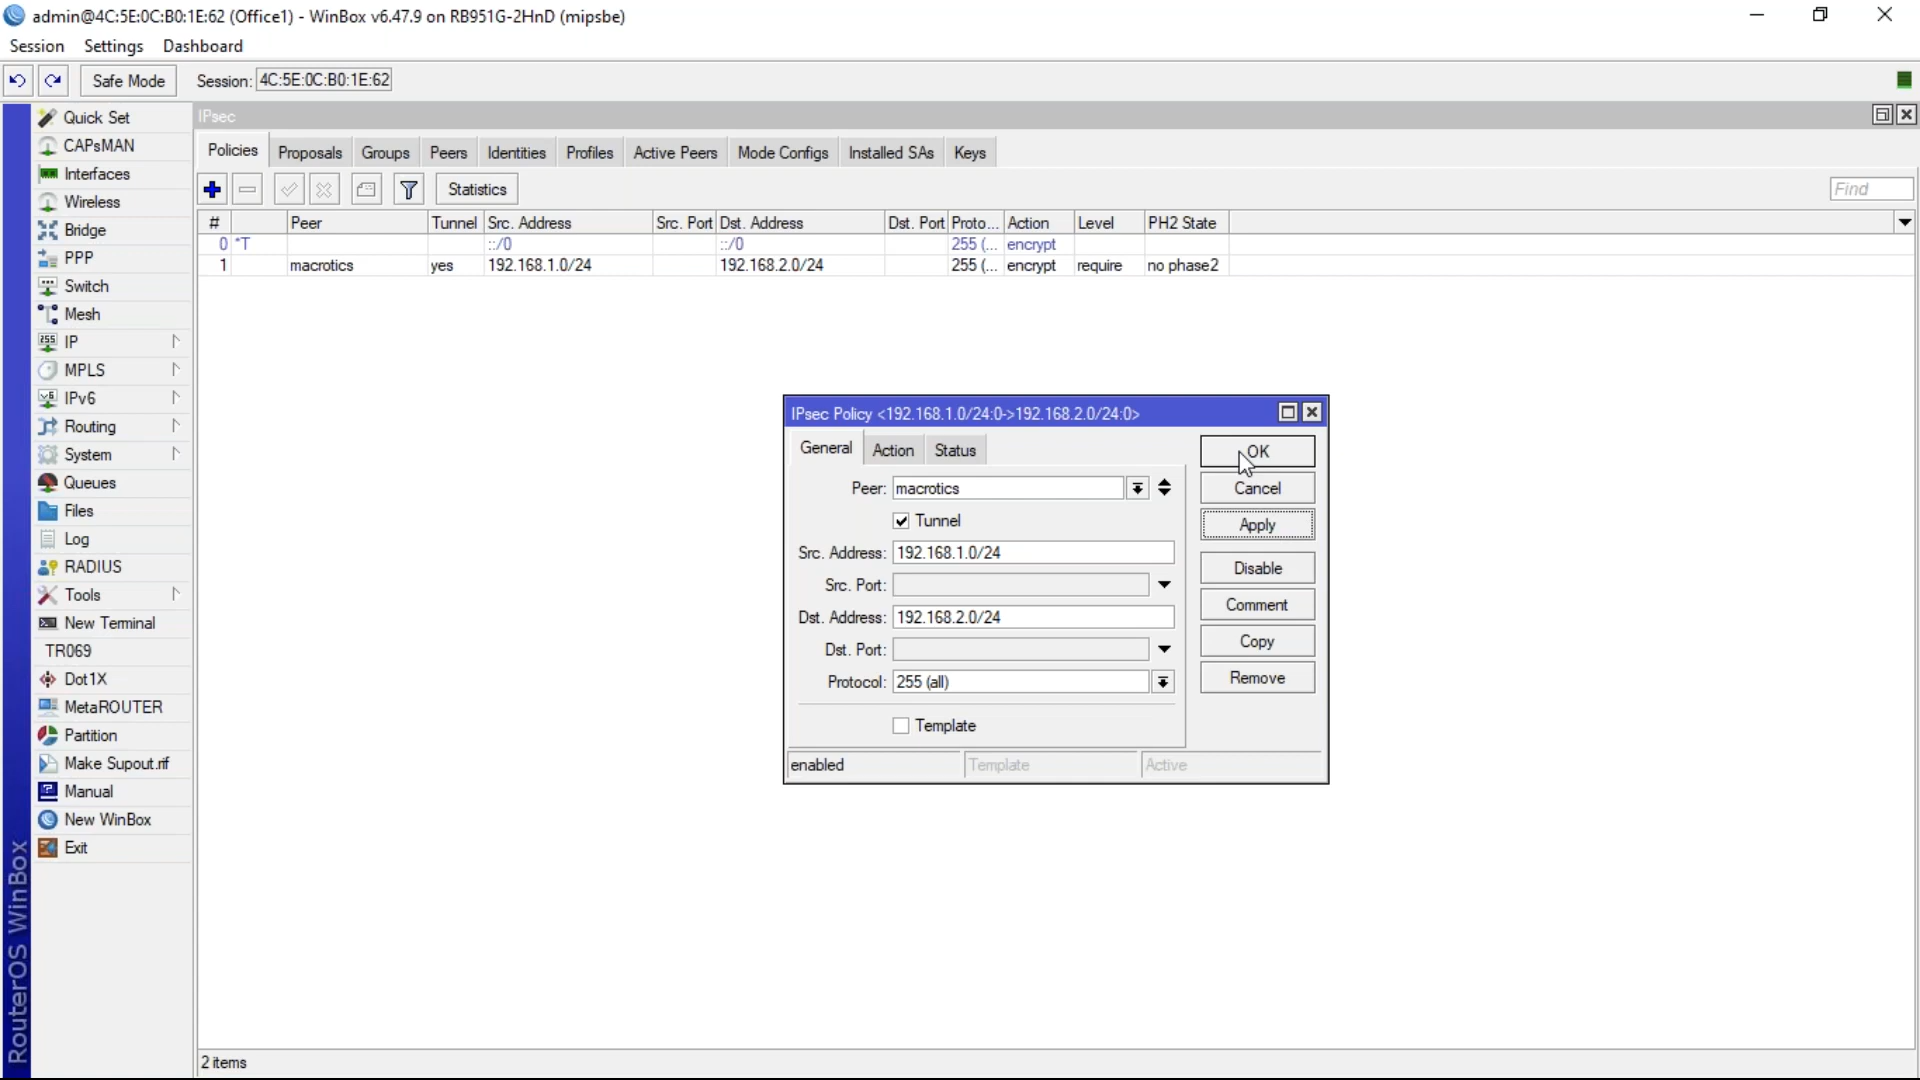 admin@4C:5E:0C:B0:1E:62 (Office1) - WinBox v6.47.9 on RB951G-2HnD (mipsbe)
Session Settings Dashboard
Safe Mode Session: 4C:5E:0C:B0:1E:62
Quick Set
CAPsMAN
Interfaces
Wireless
Bridge
PPP
Switch
Mesh
IP
MPLS
IPv6
Routing
System
Queues
Files
Log
RADIUS
Tools
New Terminal
TR069
Dot1X
MetaROUTER
Partition
Make Supout.rif
Manual
New WinBox
Exit
RouterOS WinBox
IPsec
Policies Proposals Groups Peers Identities Profiles Active Peers Mode Configs Installed SAs Keys
Statistics Find
# Peer Tunnel Src. Address Src. Port Dst. Address Dst. Port Proto... Action Level PH2 State
0 *T ::/0 ::/0 255 (... encrypt
1 macrotics yes 192.168.1.0/24 192.168.2.0/24 255 (... encrypt require no phase2
IPsec Policy <192.168.1.0/24:0->192.168.2.0/24:0>
General Action Status
Peer: macrotics
Tunnel
Src. Address: 192.168.1.0/24
Src. Port:
Dst. Address: 192.168.2.0/24
Dst. Port:
Protocol: 255 (all)
Template
OK
Cancel
Apply
Disable
Comment
Copy
Remove
enabled Template Active
2 items